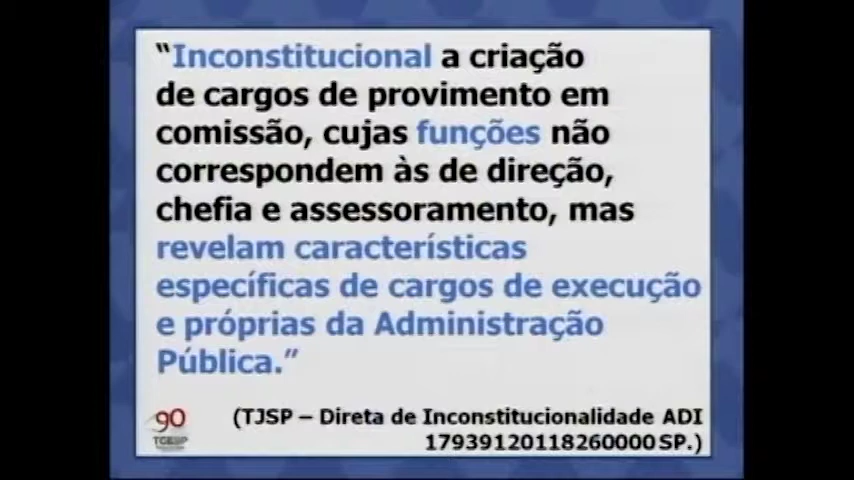 “Inconstitucional a criação
de cargos de provimento em
comissão, cujas funções não
correspondem às de direção,
chefia e assessoramento, mas
revelam características
específicas de cargos de execução
e próprias da Administração
Pública.”
90
TCESP
(TJSP – Direta de Inconstitucionalidade ADI
17939120118260000 SP.)